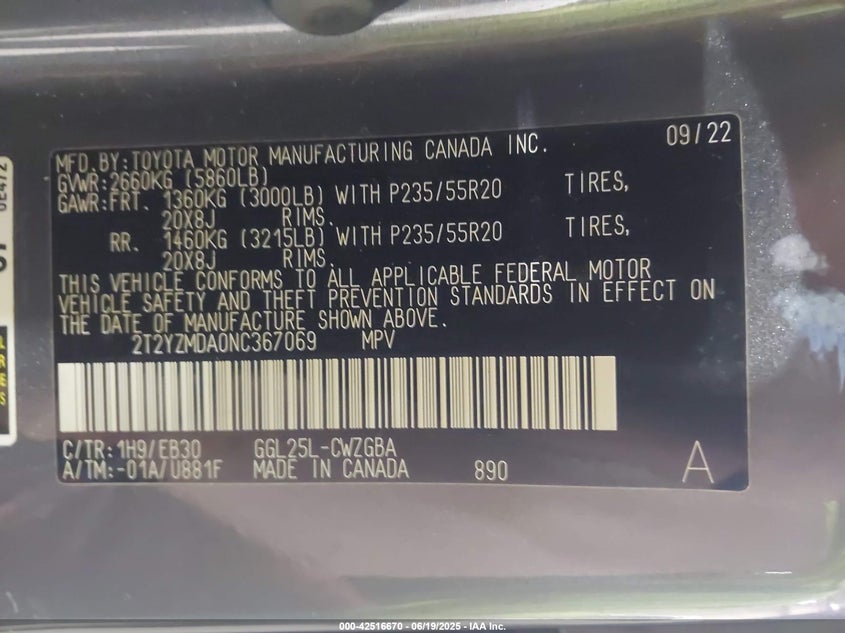 MFD.BY:TOYOTA MOTOR MANUFACTURING CANADA INC. 09/22
GVWR:2660KG (5860LB)
GAWR:FRT. 1360KG (3000LB) WITH P235/55R20 TIRES,
20X8J RIMS.
RR. 1460KG (3215LB) WITH P235/55R20 TIRES,
20X8J RIMS.
THIS VEHICLE CONFORMS TO ALL APPLICABLE FEDERAL MOTOR
VEHICLE SAFETY AND THEFT PREVENTION STANDARDS IN EFFECT ON
THE DATE OF MANUFACTURE SHOWN ABOVE.
2T2YZMDA0NC367069 MPV
C/TR:1H9/EB30 GGL25L-CWZGBA
A/TM:-01A/U881F MADE IN CANADA 890 A
000-42516670 - 06/19/2025 - IAA Inc.